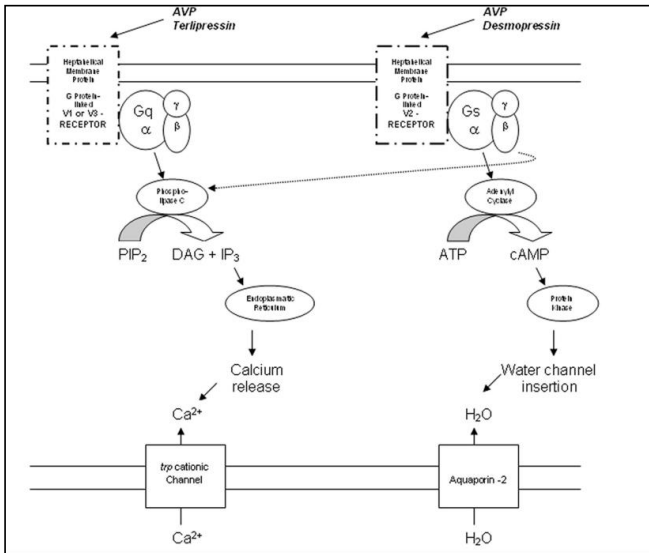 AVP
Terlipressin
AVP
Desmopressin
Heptahelical
Membrane
Protein
G Protein-
linked
V1 or V3 -
RECEPTOR
Gq
α
γ
β
Heptahelical
Membrane
Protein
G Protein-
linked
V2 -
RECEPTOR
Gs
α
γ
β
Phospho-
lipase C
Adenylyl
Cyclase
PIP2
DAG + IP3
ATP
cAMP
Endoplasmatic
Reticulum
Protein
Kinase
Calcium
release
Water channel
insertion
Ca2+
H2O
trp cationic
Channel
Aquaporin -2
Ca2+
H2O